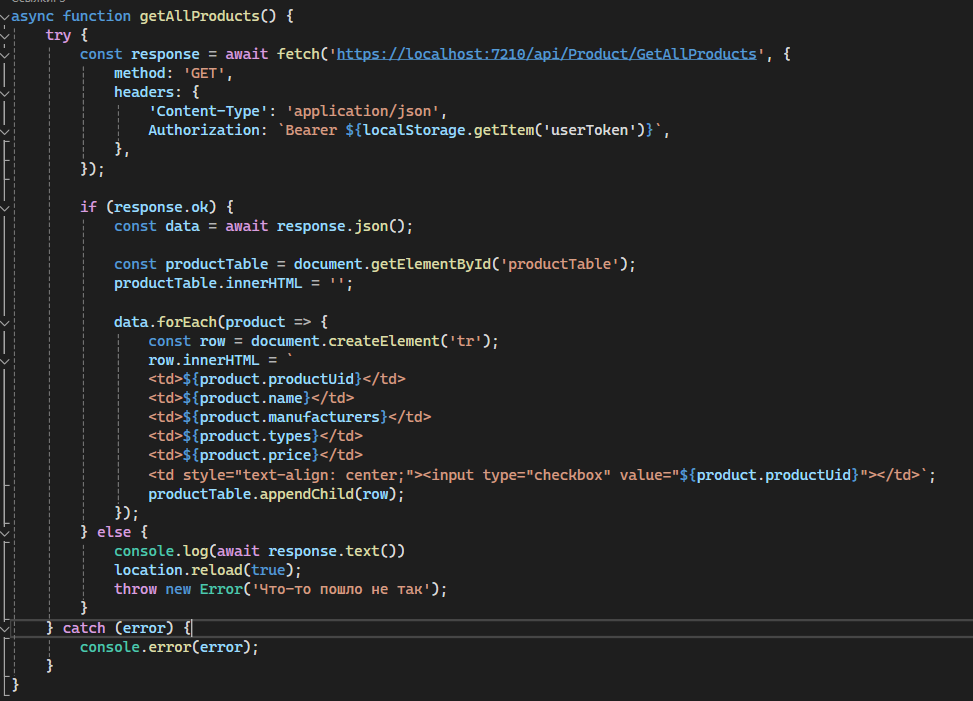 async function getAllProducts() {
    try {
        const response = await fetch('https://localhost:7210/api/Product/GetAllProducts', {
            method: 'GET',
            headers: {
                'Content-Type': 'application/json',
                Authorization: `Bearer ${localStorage.getItem('userToken')}`,
            },
        });

        if (response.ok) {
            const data = await response.json();

            const productTable = document.getElementById('productTable');
            productTable.innerHTML = '';

            data.forEach(product => {
                const row = document.createElement('tr');
                row.innerHTML = `
                <td>${product.productUid}</td>
                <td>${product.name}</td>
                <td>${product.manufacturers}</td>
                <td>${product.types}</td>
                <td>${product.price}</td>
                <td style="text-align: center;"><input type="checkbox" value="${product.productUid}"></td>`;
                productTable.appendChild(row);
            });
        } else {
            console.log(await response.text())
            location.reload(true);
            throw new Error('Что-то пошло не так');
        }
    } catch (error) {
        console.error(error);
    }
}